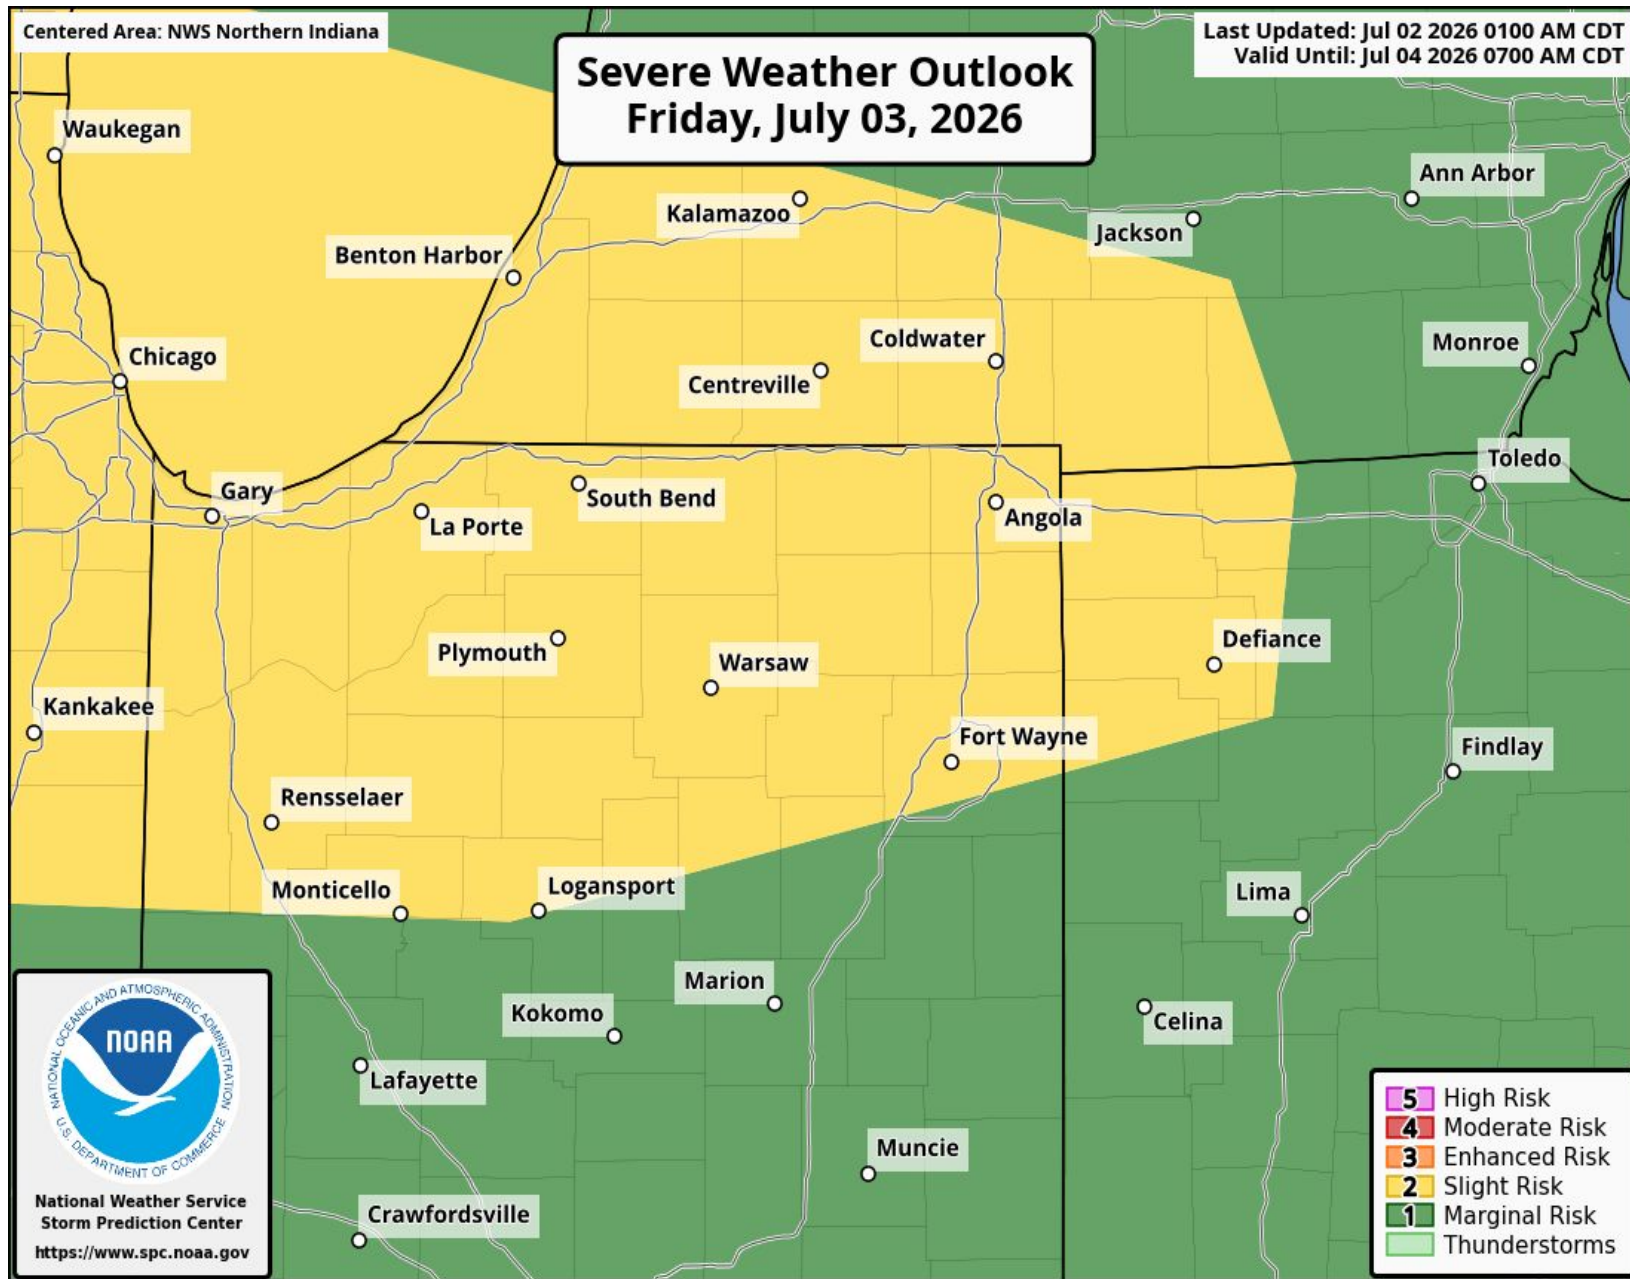 Centered Area: NWS Northern Indiana
Severe Weather Outlook
Friday, July 03, 2026
Last Updated: Jul 02 2026 0100 AM CDT
Valid Until: Jul 04 2026 0700 AM CDT
Waukegan
Ann Arbor
Kalamazoo
Jackson
Benton Harbor
Coldwater
Monroe
Chicago
Centreville
Toledo
Gary
South Bend
La Porte
Angola
Defiance
Plymouth
Warsaw
Kankakee
Fort Wayne
Findlay
Rensselaer
Monticello
Logansport
Lima
Marion
Kokomo
Celina
Lafayette
Muncie
Crawfordsville
NATIONAL OCEANIC AND ATMOSPHERIC ADMINISTRATION
NOAA
U.S. DEPARTMENT OF COMMERCE
National Weather Service
Storm Prediction Center
https://www.spc.noaa.gov
5 High Risk
4 Moderate Risk
3 Enhanced Risk
2 Slight Risk
1 Marginal Risk
Thunderstorms